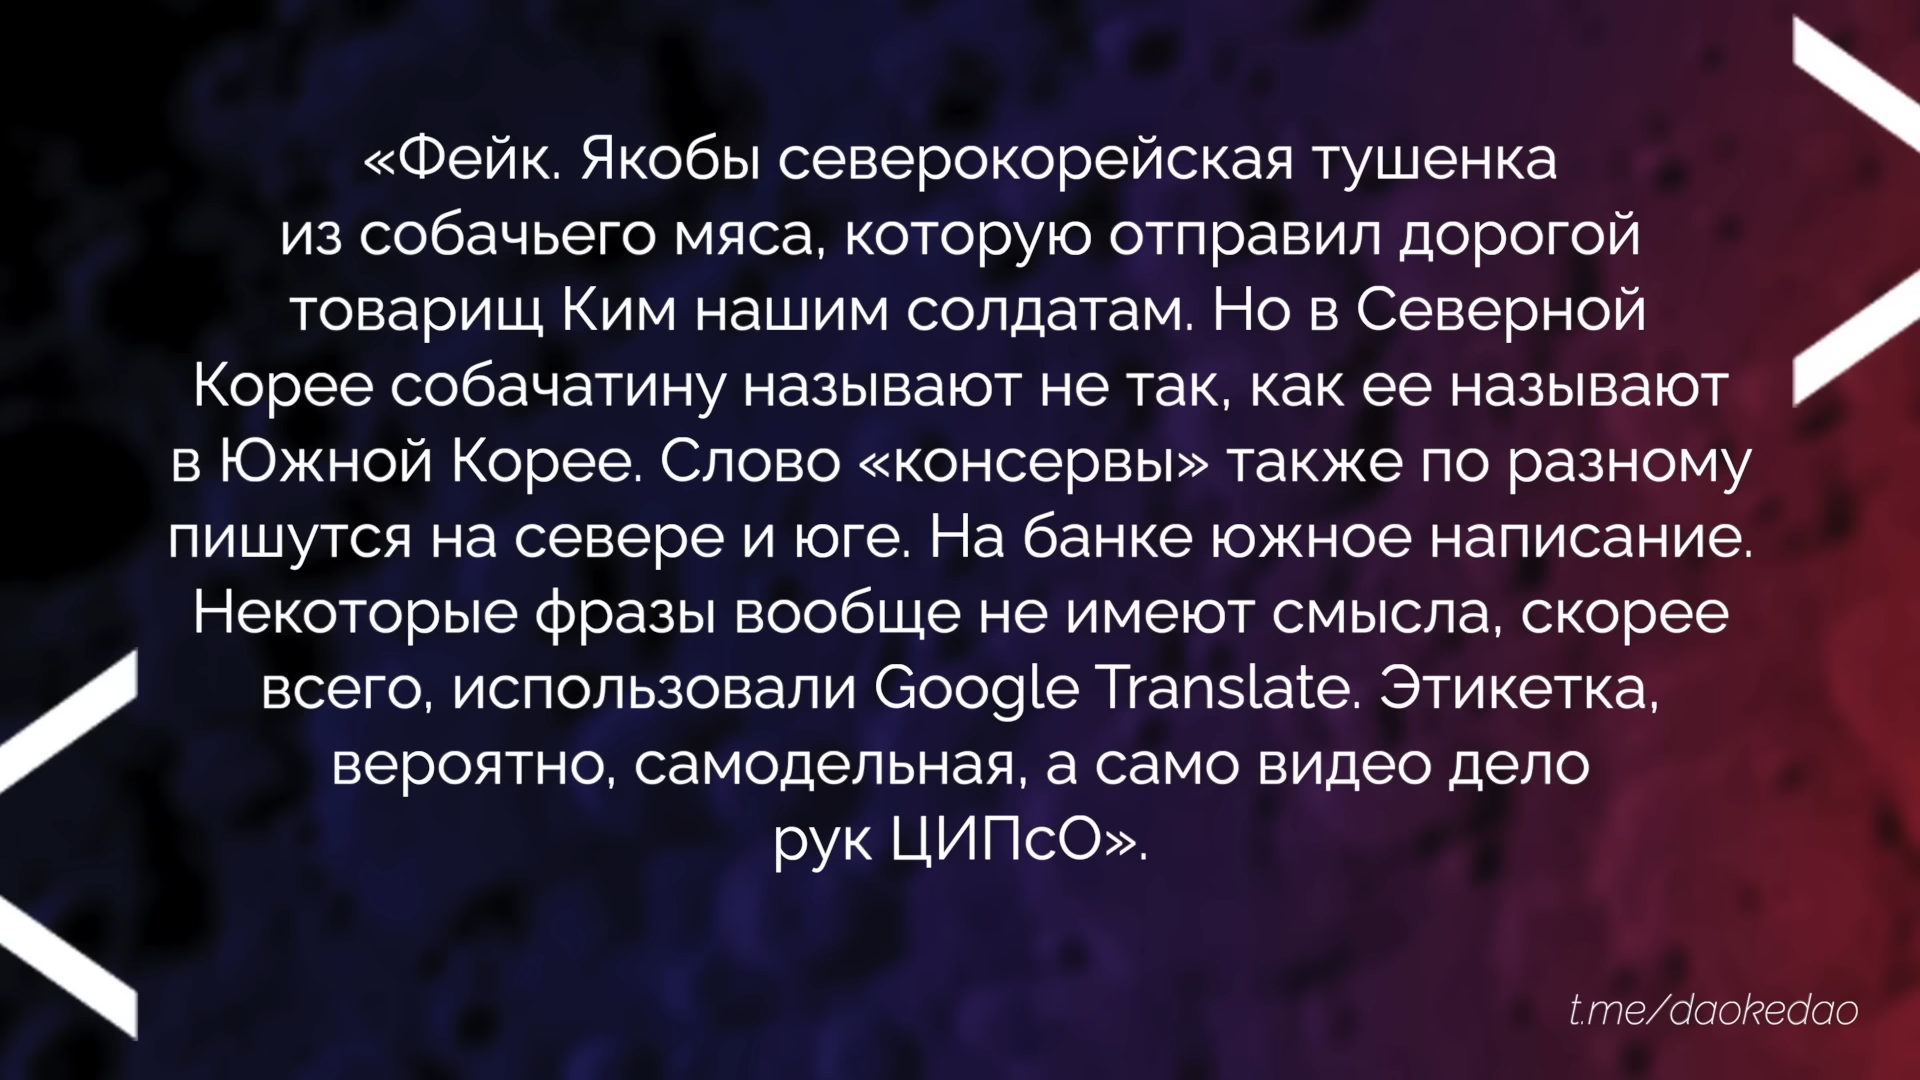 «Фейк. Якобы северокорейская тушенка
из собачьего мяса, которую отправил дорогой
товарищ Ким нашим солдатам. Но в Северной
Корее собачатину называют не так, как ее называют
в Южной Корее. Слово «консервы» также по разному
пишутся на севере и юге. На банке южное написание.
Некоторые фразы вообще не имеют смысла, скорее
всего, использовали Google Translate. Этикетка,
вероятно, самодельная, а само видео дело
рук ЦИПсО».
t.me/daokedao